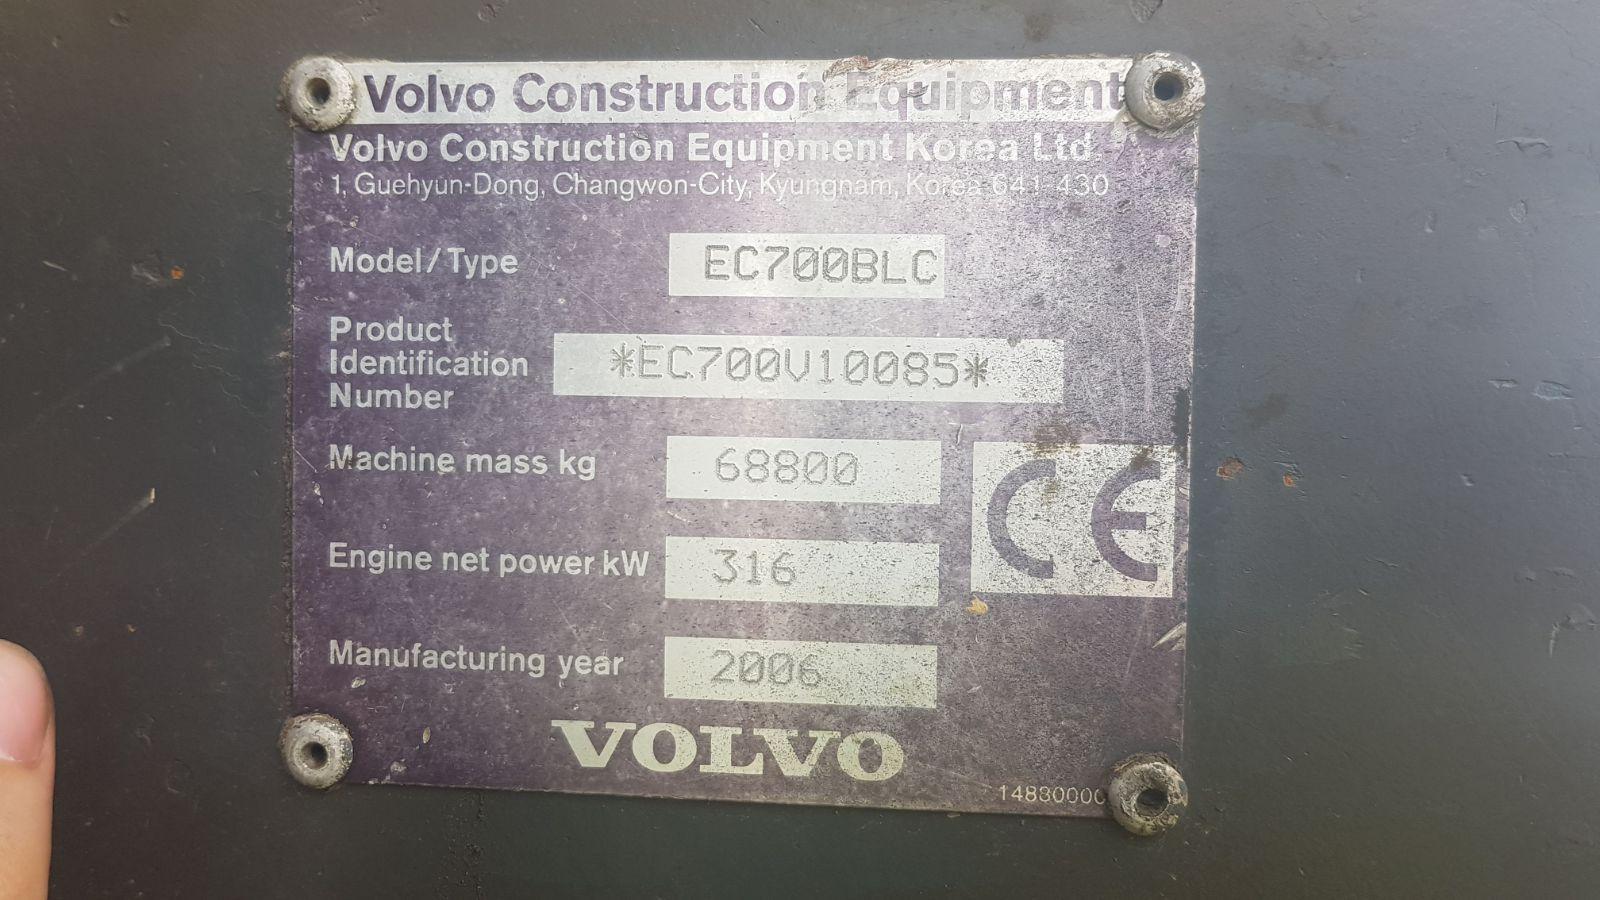 Volvo Construction Equipment
Volvo Construction Equipment Korea Ltd.
1, Guehyun-Dong, Changwon-City, Kyungnam, Korea 641-430
Model/Type EC700BLC
Product
Identification *EC700V10085*
Number
Machine mass kg 68800
CE
Engine net power kW 316
Manufacturing year 2006
VOLVO